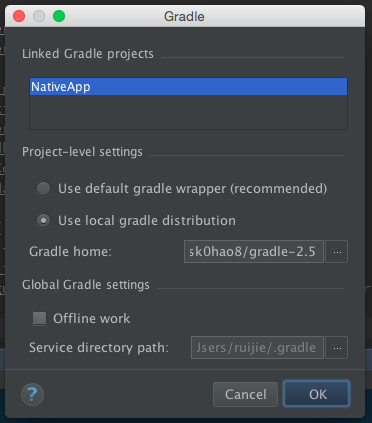 Gradle
Linked Gradle projects
NativeApp
Project-level settings
Use default gradle wrapper (recommended)
Use local gradle distribution
Gradle home: sk0hao8/gradle-2.5 ...
Global Gradle settings
Offline work
Service directory path: /Users/ruijie/.gradle ...
? Cancel OK